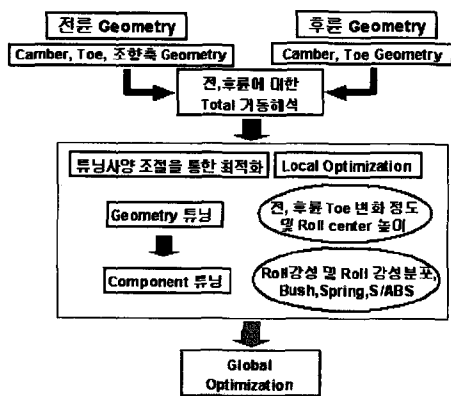 전륜 Geometry
후륜 Geometry
Camber, Toe, 조향축 Geometry
Camber, Toe Geometry
전,후륜에 대한
Total 거동해석
튜닝사양 조절을 통한 최적화
Local Optimization
Geometry 튜닝
전, 후륜 Toe 변화 정도
및 Roll center 높이
Component 튜닝
Roll강성 및 Roll 강성분포,
Bush,Spring,S/ABS
Global
Optimization